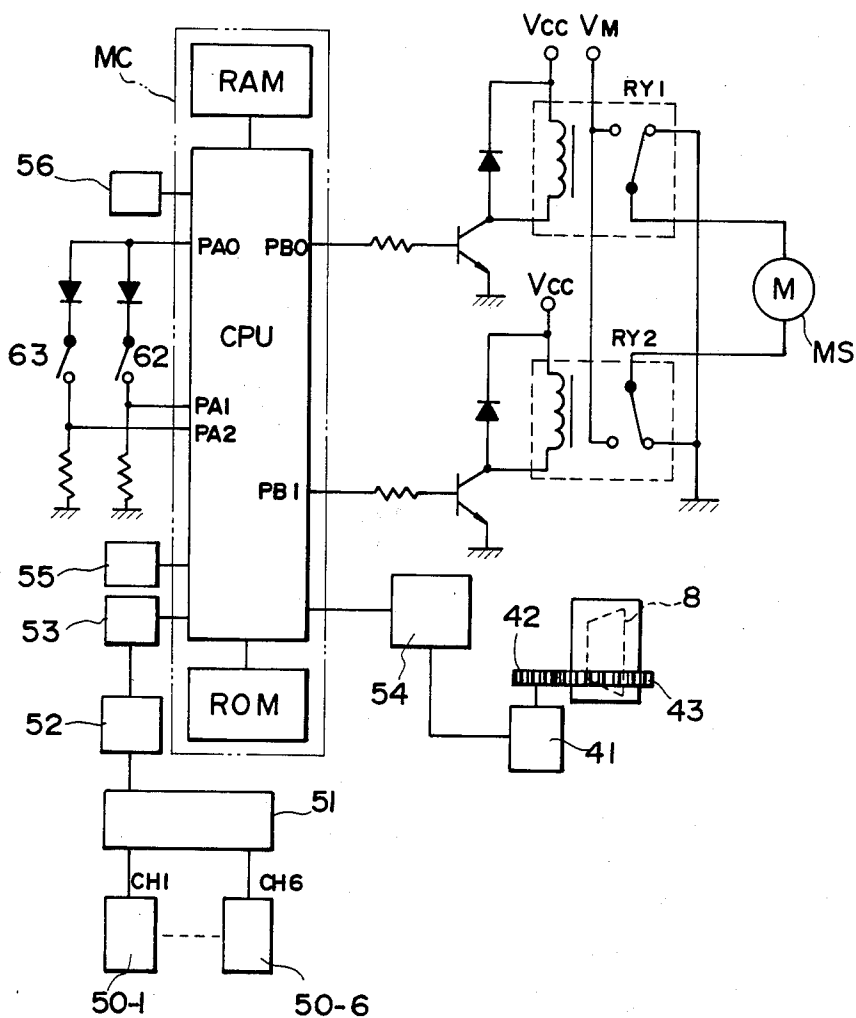 VCC VM
MC
RAM
RY1
56
PA0 PB0
CPU
M
VCC
63 62
RY2
MS
PA1
PA2
PB1
55
53
42
8
54
43
ROM
52
41
51
CH1 CH6
50-1 50-6